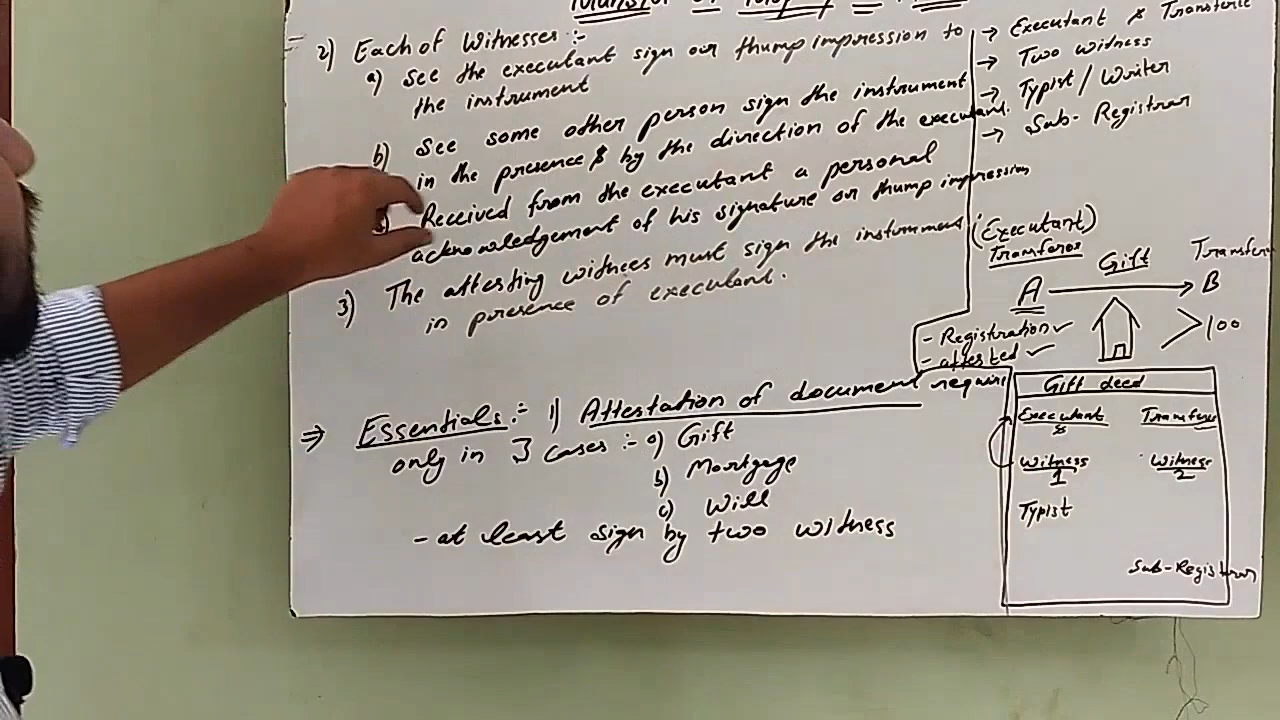 Transfer of
2) Each of Witnesses :-
a) see the executant sign our thump impression to
the instrument
b) see some other person sign the instrument
in the presence & by the direction of the executant.
c) Received from the executant a personal
acknowledgement of his signature or thump impression
3) The attesting witness must sign the instrument
in presence of executant.
⇒ Essentials :- 1) Attestation of document require
only in 3 cases :- a) Gift
b) Mortgage
c) Will
- at least sign by two witness
→ Executant & Transferee
→ Two witness
→ Typist / Writer
→ Sub-Registrar
(Executant)
Transferor Gift Transfer
A → B
- Registration ✓ > 100
- attested ✓
Gift deed
Executant Transferee
Witness 1 Witness 2
Typist
Sub-Registrar